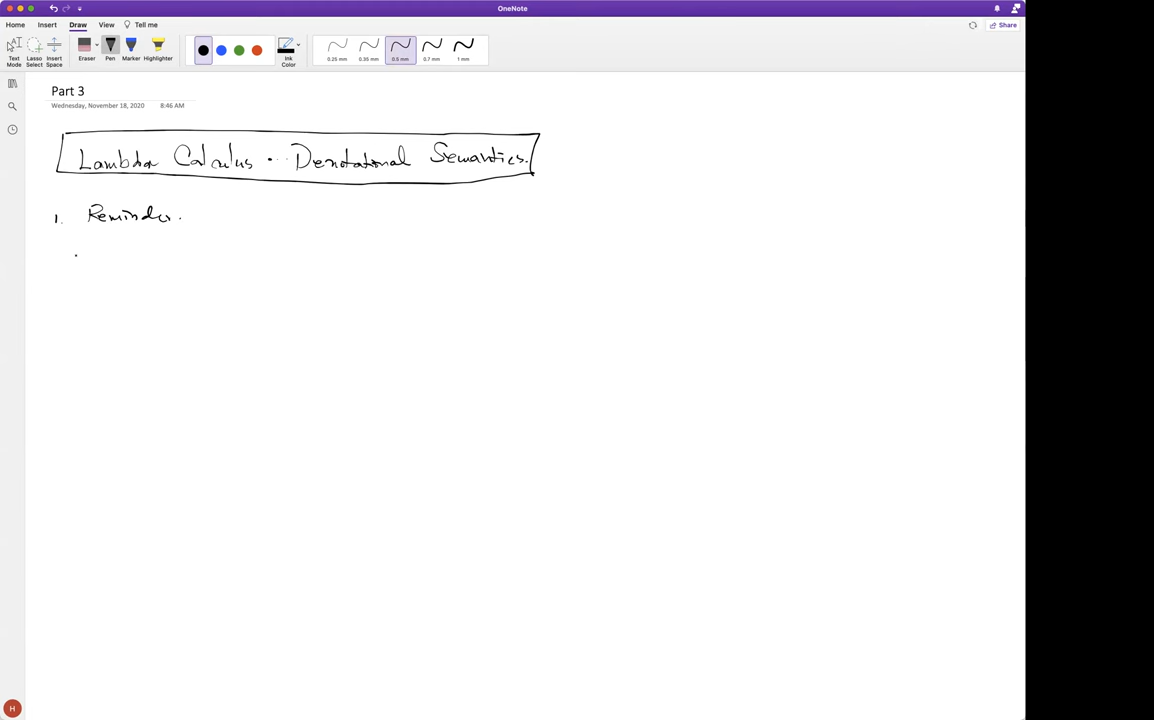 OneNote
Home Insert Draw View Tell me Share
Text Mode Lasso Select Insert Space Eraser Pen Marker Highlighter Ink Color 0.25 mm 0.35 mm 0.5 mm 0.7 mm 1 mm
Part 3
Wednesday, November 18, 2020 8:46 AM
Lambda Calculus ... Denotational Semantics.
1. Reminder.
H